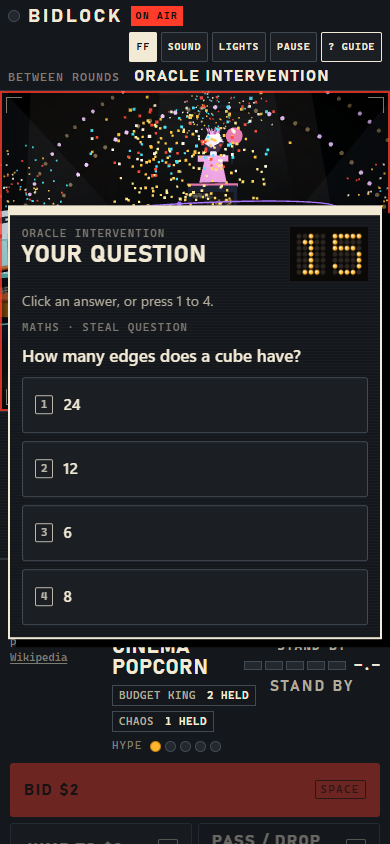 BIDLOCK ON AIR
FF SOUND LIGHTS PAUSE ? GUIDE
BETWEEN ROUNDS ORACLE INTERVENTION
ORACLE INTERVENTION
YOUR QUESTION
15
Click an answer, or press 1 to 4.
MATHS · STEAL QUESTION
How many edges does a cube have?
1 24
2 12
3 6
4 8
Wikipedia
CINEMA
POPCORN
STAND BY
-.-
STAND BY
BUDGET KING 2 HELD
CHAOS 1 HELD
HYPE
BID $2 SPACE
PASS / DROP